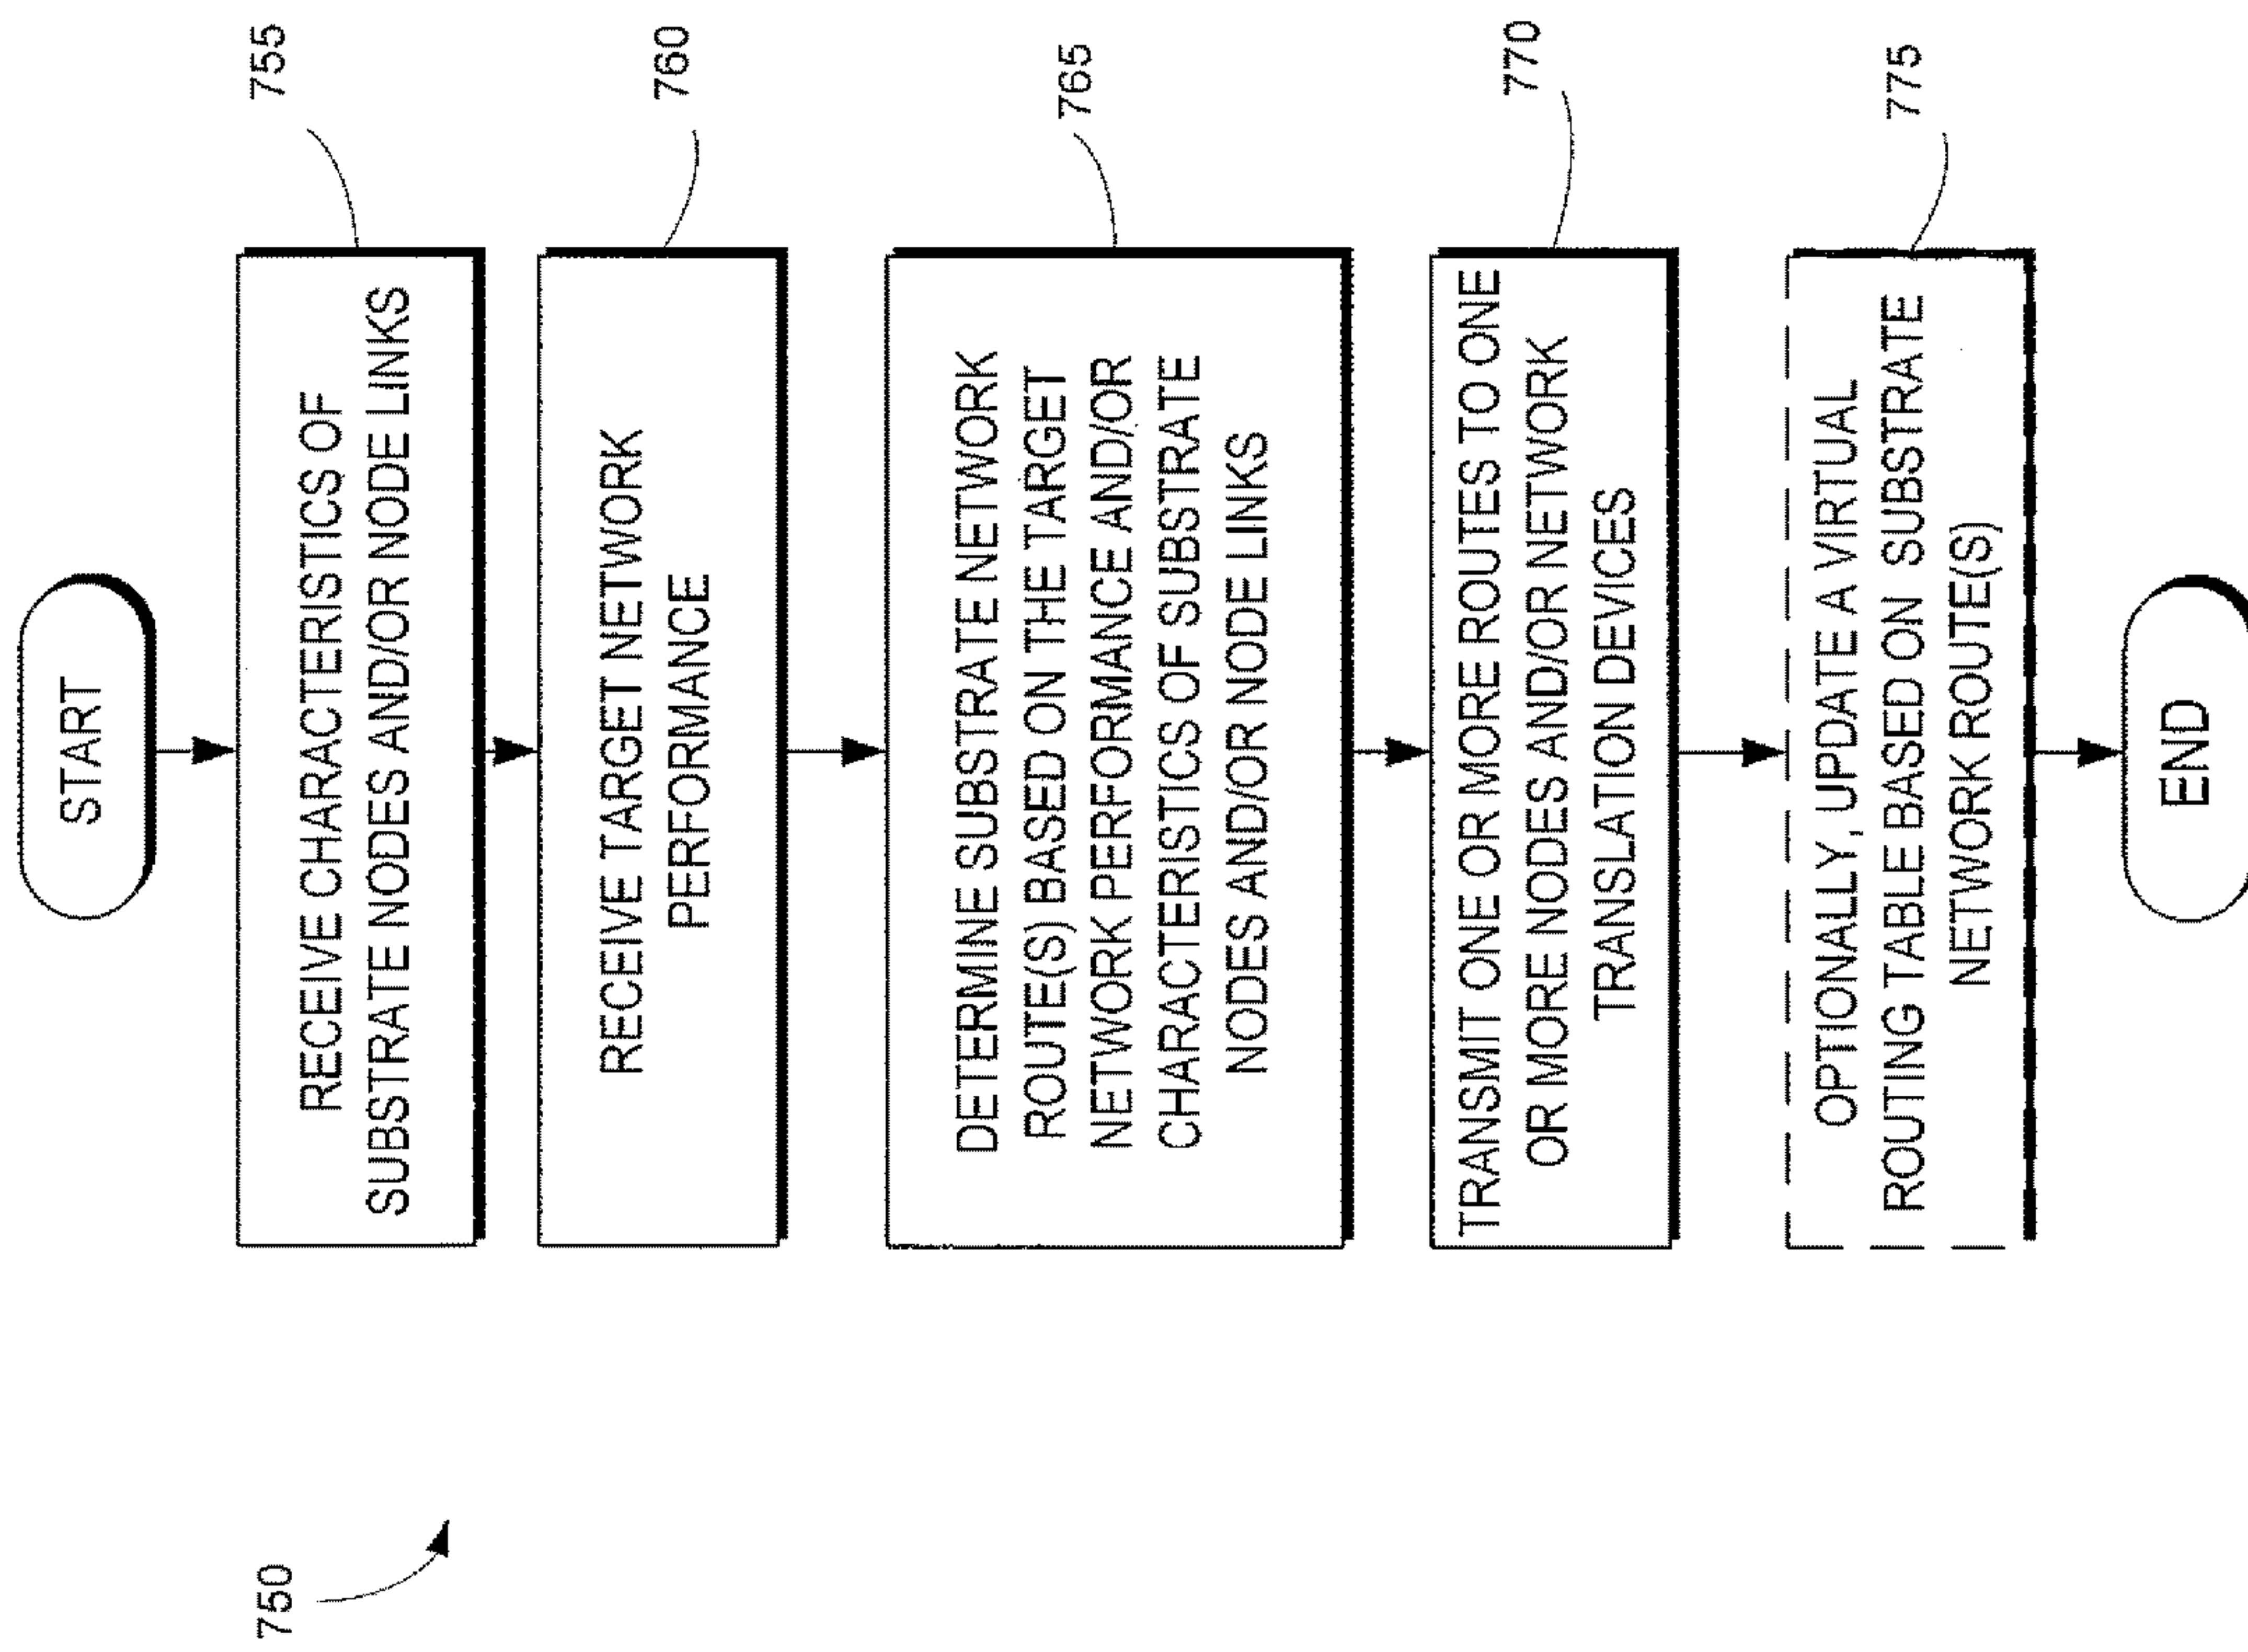 750
START
RECEIVE CHARACTERISTICS OF
SUBSTRATE NODES AND/OR NODE LINKS
755
RECEIVE TARGET NETWORK
PERFORMANCE
760
DETERMINE SUBSTRATE NETWORK
ROUTE(S) BASED ON THE TARGET
NETWORK PERFORMANCE AND/OR
CHARACTERISTICS OF SUBSTRATE
NODES AND/OR NODE LINKS
765
TRANSMIT ONE OR MORE ROUTES TO ONE
OR MORE NODES AND/OR NETWORK
TRANSLATION DEVICES
770
OPTIONALLY, UPDATE A VIRTUAL
ROUTING TABLE BASED ON SUBSTRATE
NETWORK ROUTE(S)
775
END